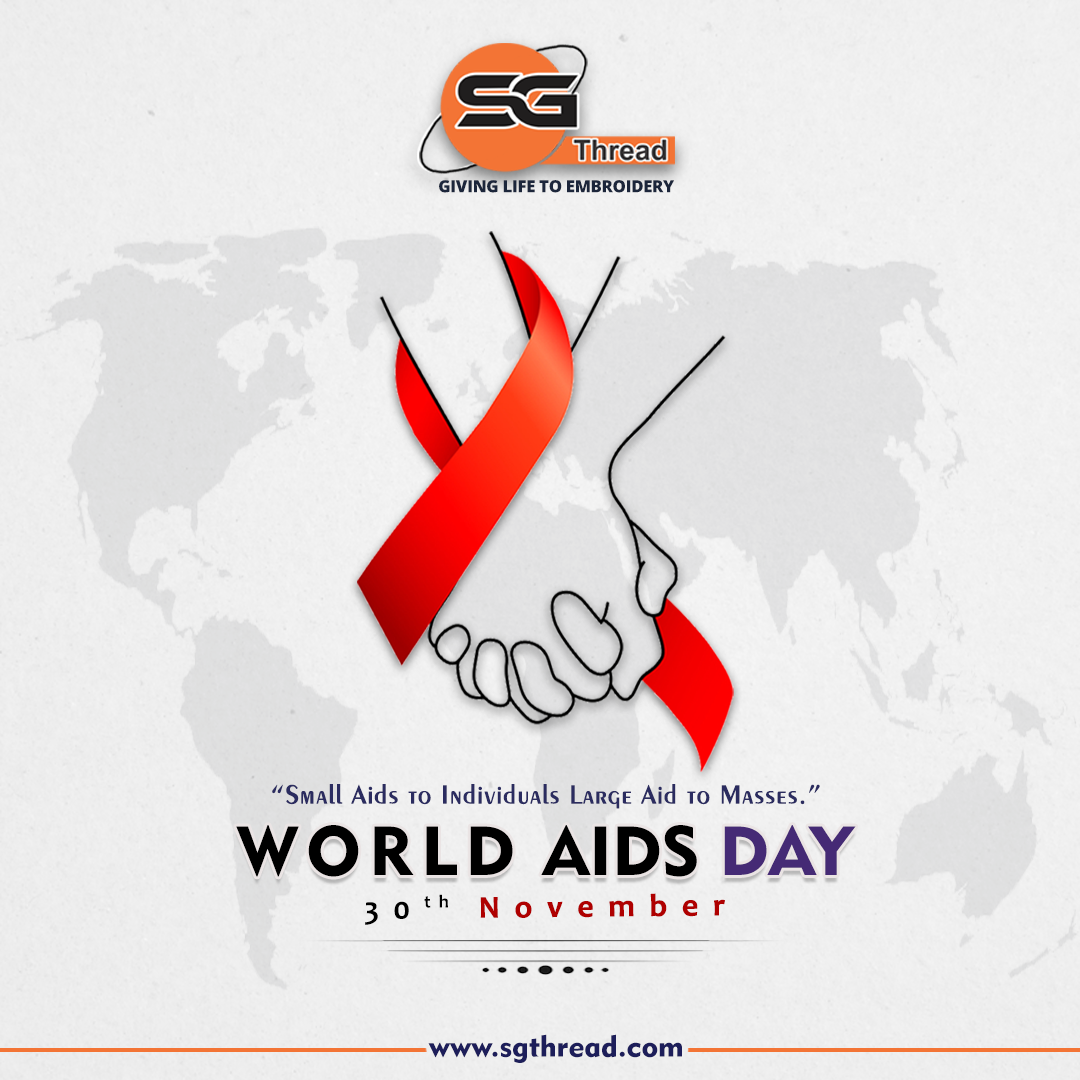 SG
Thread
GIVING LIFE TO EMBROIDERY
“Small Aids to Individuals Large Aid to Masses.”
WORLD AIDS DAY
30th November
www.sgthread.com